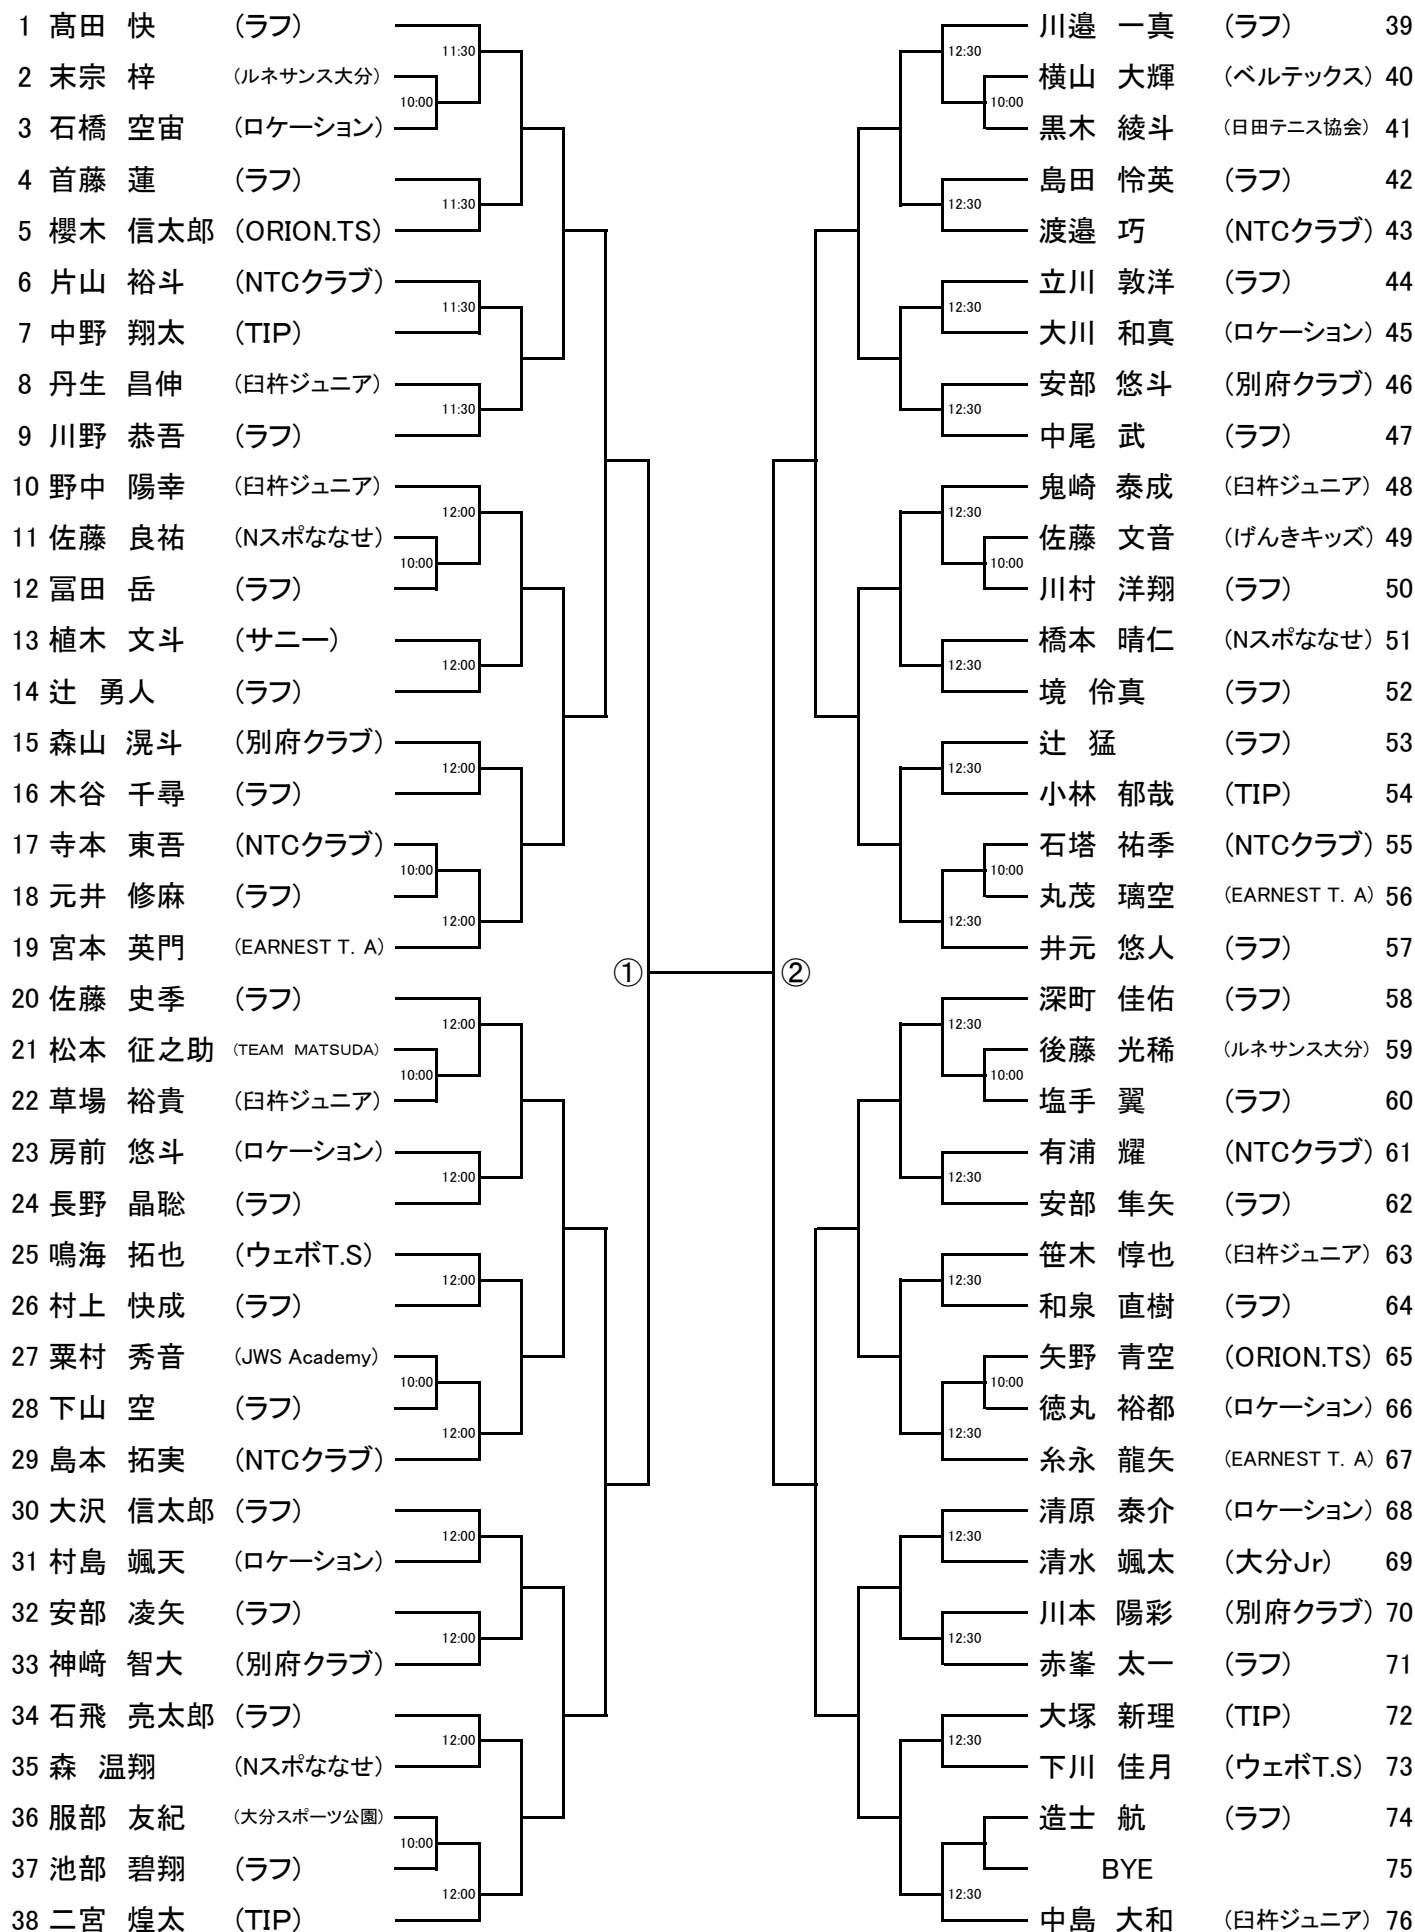 1 髙田 快 (ラフ)
11:30
2 末宗 梓 (ルネサンス大分)
10:00
3 石橋 空宙 (ロケーション)
4 首藤 蓮 (ラフ)
11:30
5 櫻木 信太郎 (ORION.TS)
6 片山 裕斗 (NTCクラブ)
11:30
7 中野 翔太 (TIP)
8 丹生 昌伸 (臼杵ジュニア)
11:30
9 川野 恭吾 (ラフ)
10 野中 陽幸 (臼杵ジュニア)
12:00
11 佐藤 良祐 (Nスポななせ)
10:00
12 冨田 岳 (ラフ)
13 植木 文斗 (サニー)
12:00
14 辻 勇人 (ラフ)
15 森山 滉斗 (別府クラブ)
12:00
16 木谷 千尋 (ラフ)
17 寺本 東吾 (NTCクラブ)
10:00
18 元井 修麻 (ラフ)
12:00
19 宮本 英門 (EARNEST T. A)
①
20 佐藤 史季 (ラフ)
12:00
21 松本 征之助 (TEAM MATSUDA)
10:00
22 草場 裕貴 (臼杵ジュニア)
23 房前 悠斗 (ロケーション)
12:00
24 長野 晶聡 (ラフ)
25 鳴海 拓也 (ウェボT.S)
12:00
26 村上 快成 (ラフ)
27 粟村 秀音 (JWS Academy)
10:00
28 下山 空 (ラフ)
12:00
29 島本 拓実 (NTCクラブ)
30 大沢 信太郎 (ラフ)
12:00
31 村島 颯天 (ロケーション)
32 安部 凌矢 (ラフ)
12:00
33 神﨑 智大 (別府クラブ)
34 石飛 亮太郎 (ラフ)
12:00
35 森 温翔 (Nスポななせ)
36 服部 友紀 (大分スポーツ公園)
10:00
37 池部 碧翔 (ラフ)
12:00
38 二宮 煌太 (TIP)
川邉 一真 (ラフ) 39
12:30
横山 大輝 (ベルテックス) 40
10:00
黒木 綾斗 (日田テニス協会) 41
島田 怜英 (ラフ) 42
12:30
渡邉 巧 (NTCクラブ) 43
立川 敦洋 (ラフ) 44
12:30
大川 和真 (ロケーション) 45
安部 悠斗 (別府クラブ) 46
12:30
中尾 武 (ラフ) 47
鬼崎 泰成 (臼杵ジュニア) 48
12:30
佐藤 文音 (げんきキッズ) 49
10:00
川村 洋翔 (ラフ) 50
橋本 晴仁 (Nスポななせ) 51
12:30
境 伶真 (ラフ) 52
辻 猛 (ラフ) 53
12:30
小林 郁哉 (TIP) 54
石塔 祐季 (NTCクラブ) 55
10:00
丸茂 璃空 (EARNEST T. A) 56
12:30
井元 悠人 (ラフ) 57
②
深町 佳佑 (ラフ) 58
12:30
後藤 光稀 (ルネサンス大分) 59
10:00
塩手 翼 (ラフ) 60
有浦 耀 (NTCクラブ) 61
12:30
安部 隼矢 (ラフ) 62
笹木 惇也 (臼杵ジュニア) 63
12:30
和泉 直樹 (ラフ) 64
矢野 青空 (ORION.TS) 65
10:00
徳丸 裕都 (ロケーション) 66
12:30
糸永 龍矢 (EARNEST T. A) 67
清原 泰介 (ロケーション) 68
12:30
清水 颯太 (大分Jr) 69
川本 陽彩 (別府クラブ) 70
12:30
赤峯 太一 (ラフ) 71
大塚 新理 (TIP) 72
12:30
下川 佳月 (ウェボT.S) 73
造士 航 (ラフ) 74
BYE 75
12:30
中島 大和 (臼杵ジュニア) 76